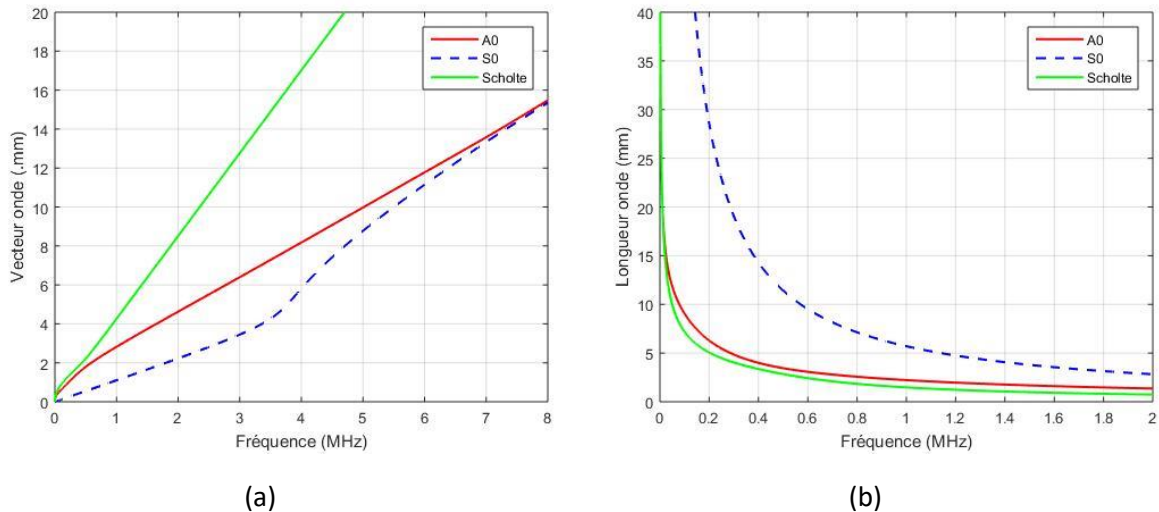 20
18
16
14
12
10
8
6
4
2
0
Vecteur onde (.mm)
0 1 2 3 4 5 6 7 8
Fréquence (MHz)
A0
S0
Scholte
(a)
40
35
30
25
20
15
10
5
0
Longueur onde (mm)
0 0.2 0.4 0.6 0.8 1 1.2 1.4 1.6 1.8 2
Fréquence (MHz)
A0
S0
Scholte
(b)